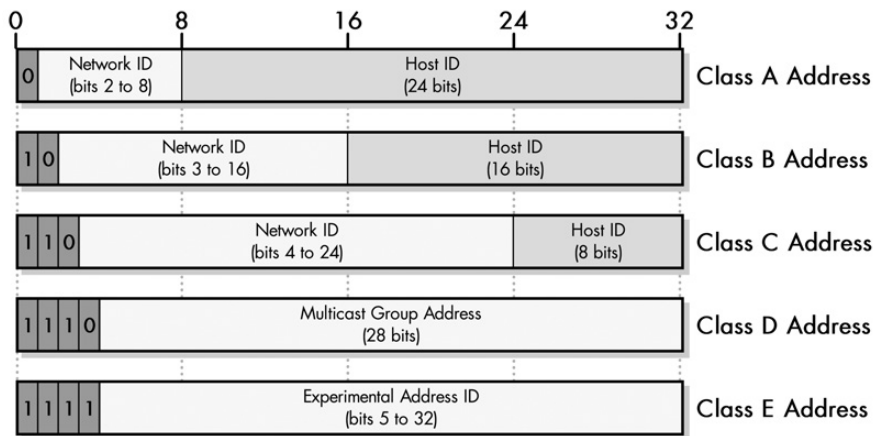 0 8 16 24 32
0 Network ID Host ID Class A Address
(bits 2 to 8) (24 bits)
1 0 Network ID Host ID Class B Address
(bits 3 to 16) (16 bits)
1 1 0 Network ID Host ID Class C Address
(bits 4 to 24) (8 bits)
1 1 1 0 Multicast Group Address Class D Address
(28 bits)
1 1 1 1 Experimental Address ID Class E Address
(bits 5 to 32)